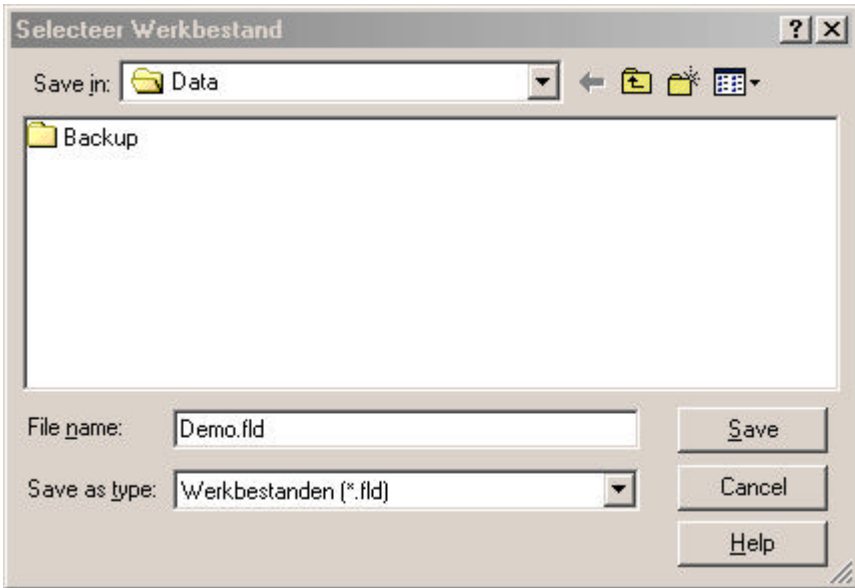 Selecteer Werkbestand
Save in: Data
Backup
File name: Demo.fld Save
Save as type: Werkbestanden (*.fld) Cancel
Help